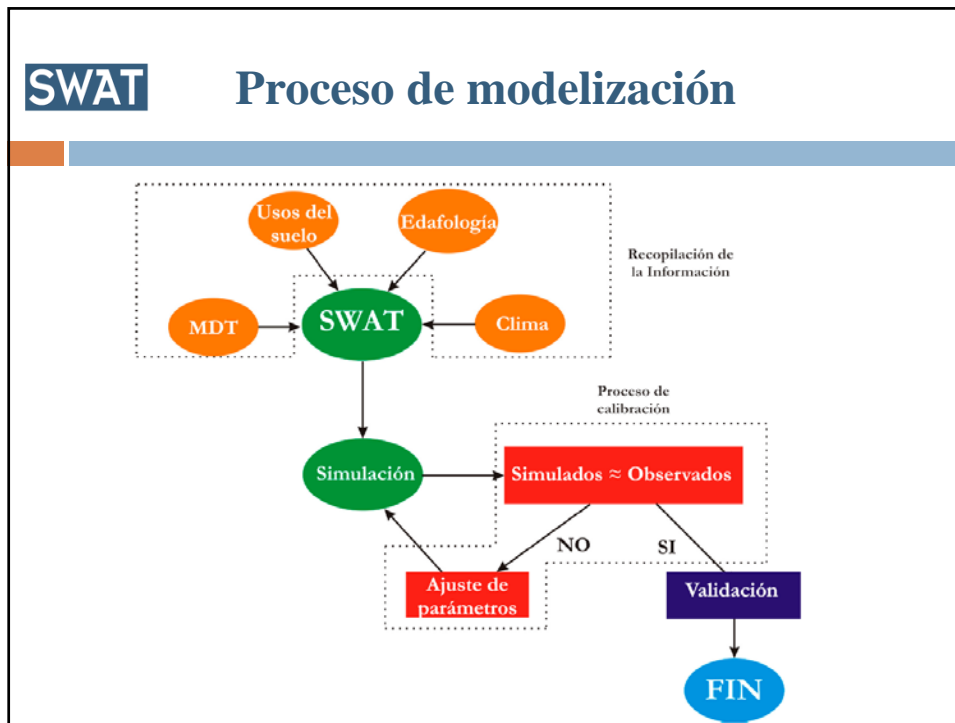 SWAT
Proceso de modelización
Usos del
suelo
Edafología
Recopilación de
la Información
MDT
SWAT
Clima
Proceso de
calibración
Simulación
Simulados ≈ Observados
NO
SI
Ajuste de
parámetros
Validación
FIN